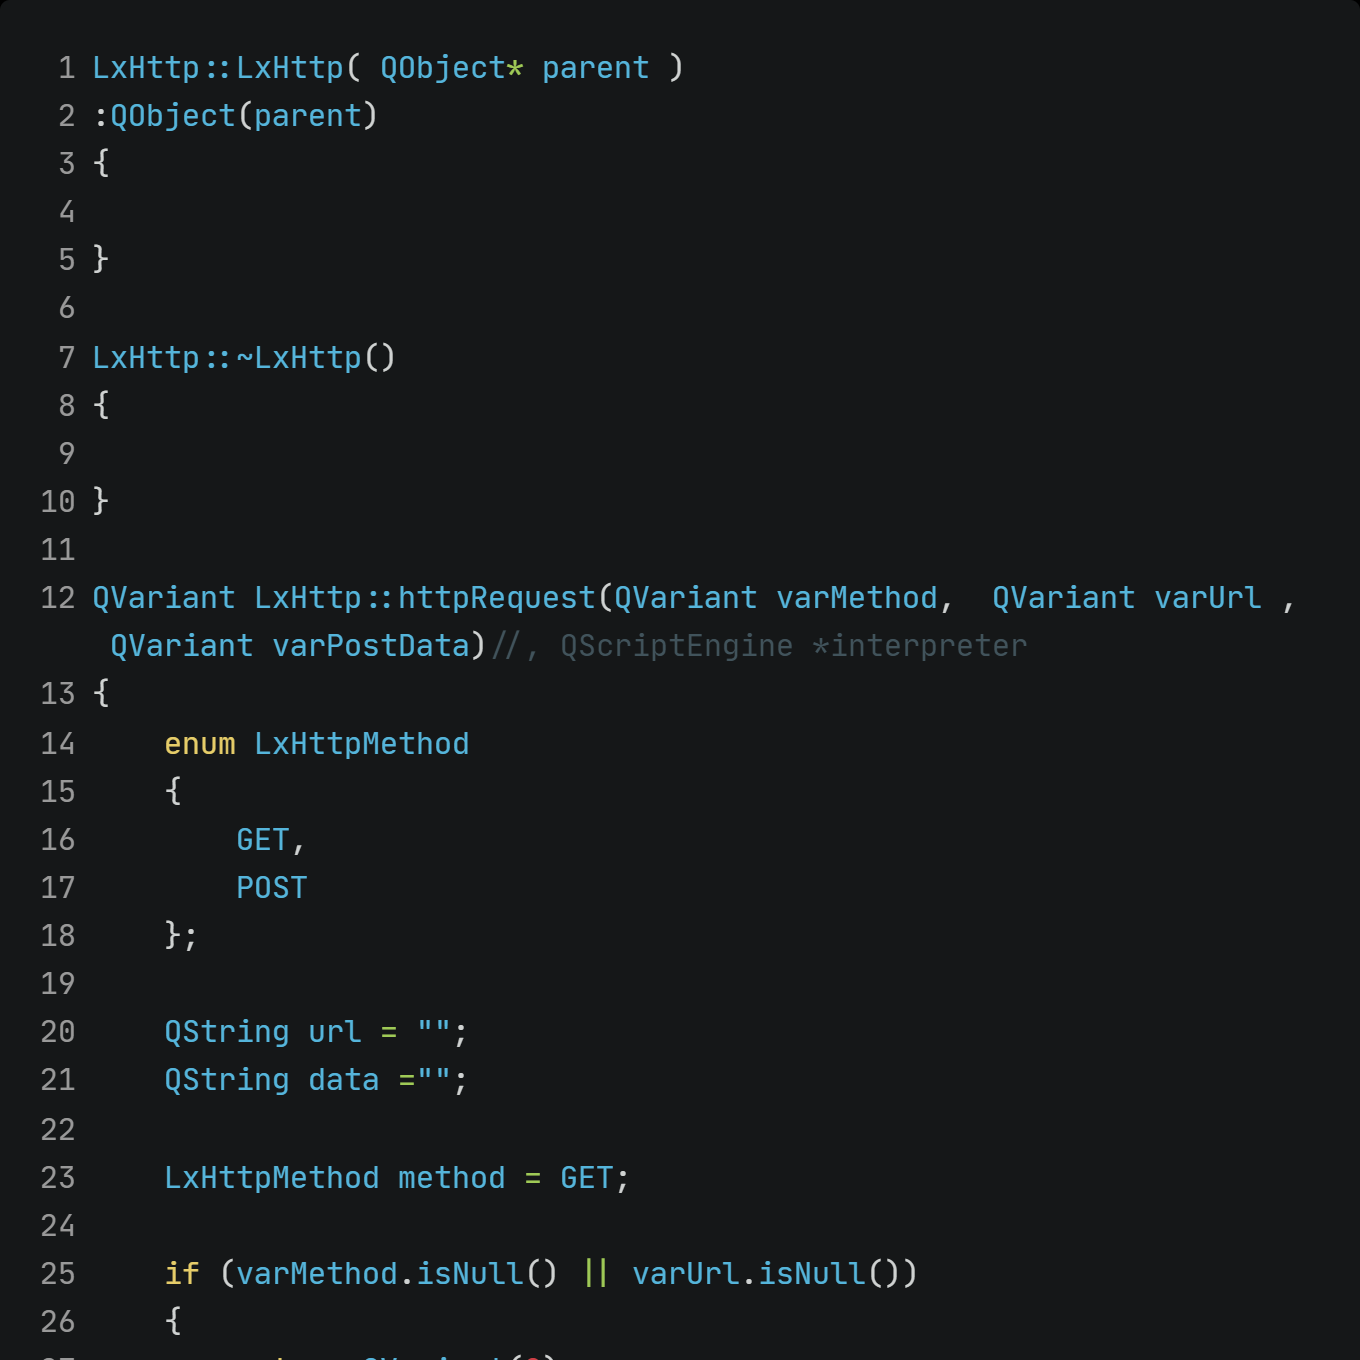 1 LxHttp::LxHttp( QObject* parent )
2 :QObject(parent)
3 {
4
5 }
6
7 LxHttp::~LxHttp()
8 {
9
10 }
11
12 QVariant LxHttp::httpRequest(QVariant varMethod,  QVariant varUrl ,
 QVariant varPostData)//, QScriptEngine *interpreter
13 {
14     enum LxHttpMethod
15     {
16         GET,
17         POST
18     };
19
20     QString url = "";
21     QString data ="";
22
23     LxHttpMethod method = GET;
24
25     if (varMethod.isNull() || varUrl.isNull())
26     {